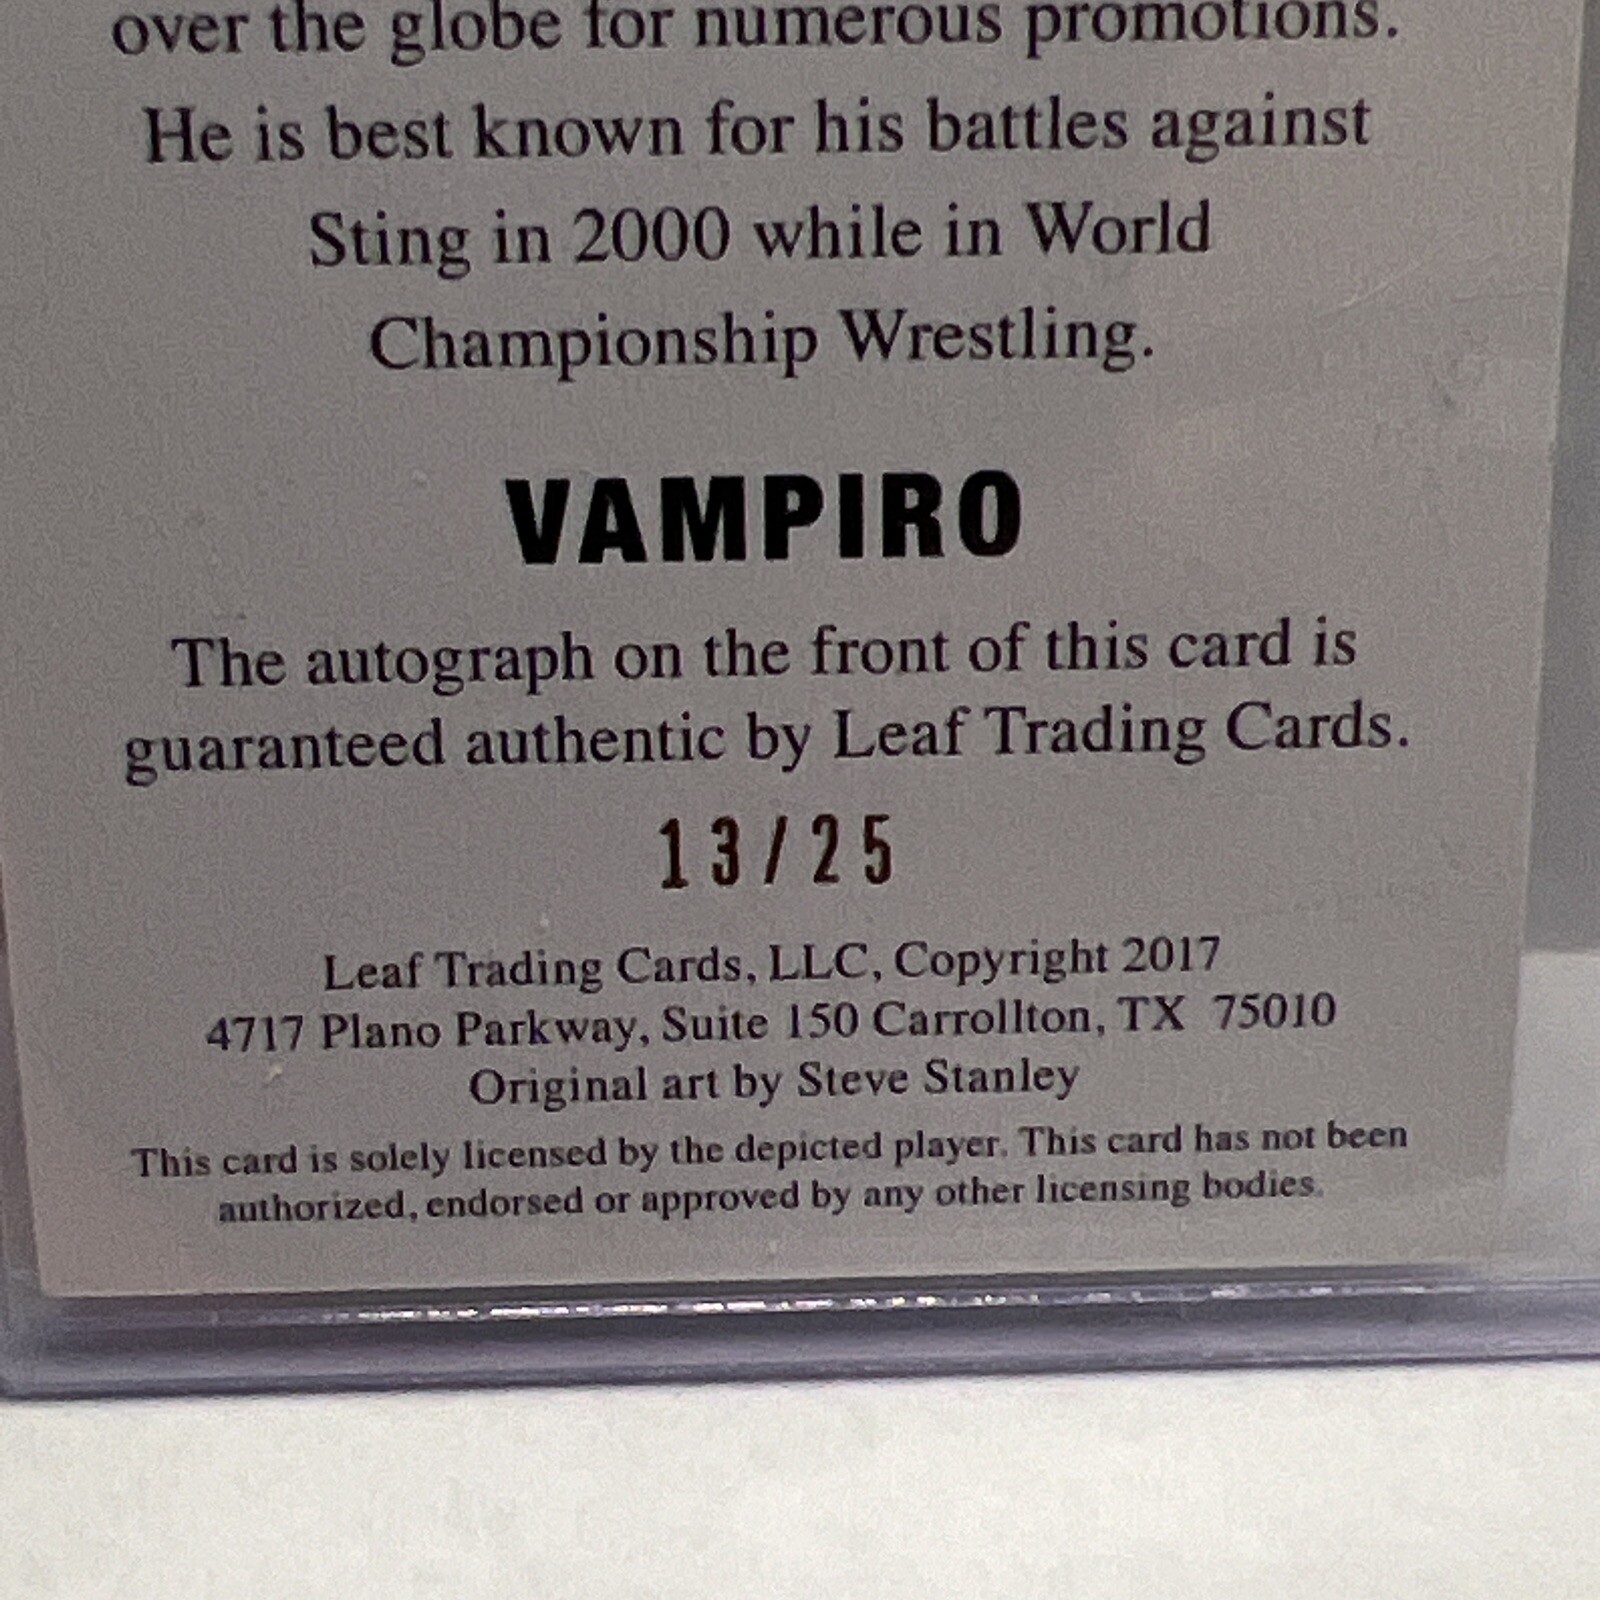 over the globe for numerous promotions.
He is best known for his battles against
Sting in 2000 while in World
Championship Wrestling.
VAMPIRO
The autograph on the front of this card is
guaranteed authentic by Leaf Trading Cards.
13/25
Leaf Trading Cards, LLC, Copyright 2017
4717 Plano Parkway, Suite 150 Carrollton, TX 75010
Original art by Steve Stanley
This card is solely licensed by the depicted player. This card has not been
authorized, endorsed or approved by any other licensing bodies.